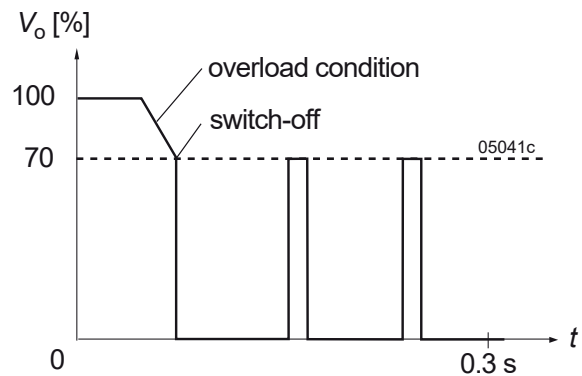 Vo [%]
overload condition
100
switch-off
05041c
70
t
0
0.3 s